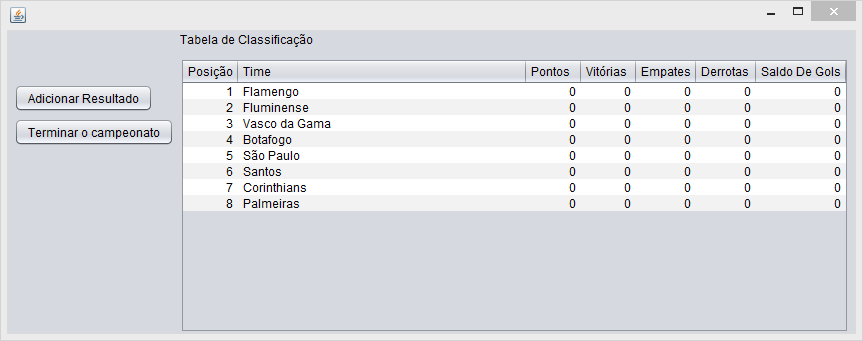 Tabela de Classificação
Adicionar Resultado
Terminar o campeonato
Posição Time Pontos Vitórias Empates Derrotas Saldo De Gols
1 Flamengo 0 0 0 0 0
2 Fluminense 0 0 0 0 0
3 Vasco da Gama 0 0 0 0 0
4 Botafogo 0 0 0 0 0
5 São Paulo 0 0 0 0 0
6 Santos 0 0 0 0 0
7 Corinthians 0 0 0 0 0
8 Palmeiras 0 0 0 0 0